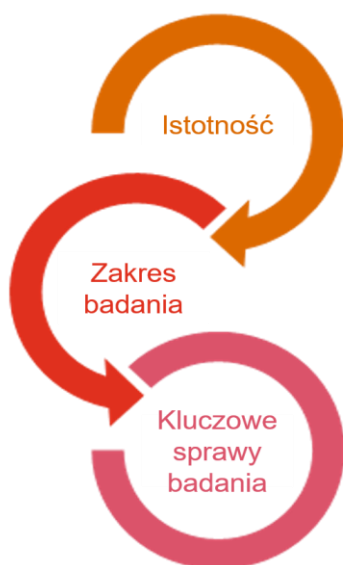 Istotność
Zakres
badania
Kluczowe
sprawy
badania